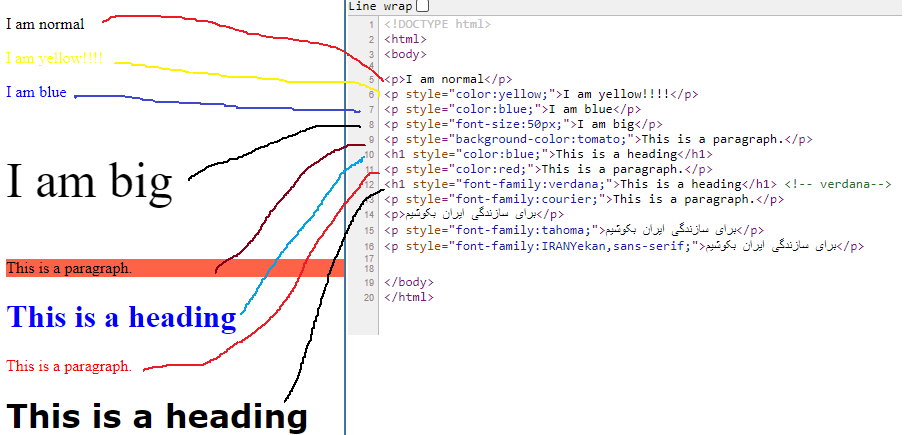 I am normal
I am yellow!!!!
I am blue
I am big
This is a paragraph.
This is a heading
This is a paragraph.
This is a heading
Line wrap
1 <!DOCTYPE html>
2 <html>
3 <body>
4
5 <p>I am normal</p>
6 <p style="color:yellow;">I am yellow!!!!</p>
7 <p style="color:blue;">I am blue</p>
8 <p style="font-size:50px;">I am big</p>
9 <p style="background-color:tomato;">This is a paragraph.</p>
10 <h1 style="color:blue;">This is a heading</h1>
11 <p style="color:red;">This is a paragraph.</p>
12 <h1 style="font-family:verdana;">This is a heading</h1> <!-- verdana-->
13 <p style="font-family:courier;">This is a paragraph.</p>
14 <p>برای سازندگی ایران بکوشیم</p>
15 <p style="font-family:tahoma;">برای سازندگی ایران بکوشیم</p>
16 <p style="font-family:IRANYekan,sans-serif;">برای سازندگی ایران بکوشیم</p>
17
18
19 </body>
20 </html>